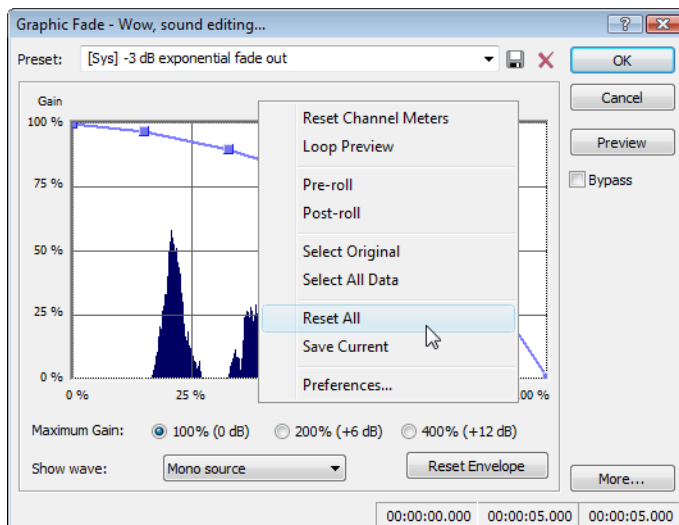 Graphic Fade - Wow, sound editing...
Preset: [Sys] -3 dB exponential fade out
OK
Cancel
Preview
Bypass
Gain
100 %
75 %
50 %
25 %
0 %
0 % 25 % 00 %
Reset Channel Meters
Loop Preview
Pre-roll
Post-roll
Select Original
Select All Data
Reset All
Save Current
Preferences...
Maximum Gain: 100% (0 dB) 200% (+6 dB) 400% (+12 dB)
Show wave: Mono source Reset Envelope
More...
00:00:00.000 00:00:05.000 00:00:05.000